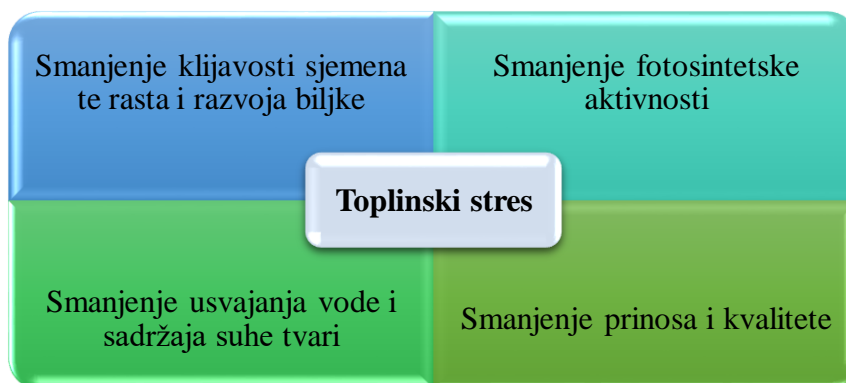 Smanjenje klijavosti sjemena
te rasta i razvoja biljke
Smanjenje fotosintetske
aktivnosti
Toplinski stres
Smanjenje usvajanja vode i
sadržaja suhe tvari
Smanjenje prinosa i kvalitete